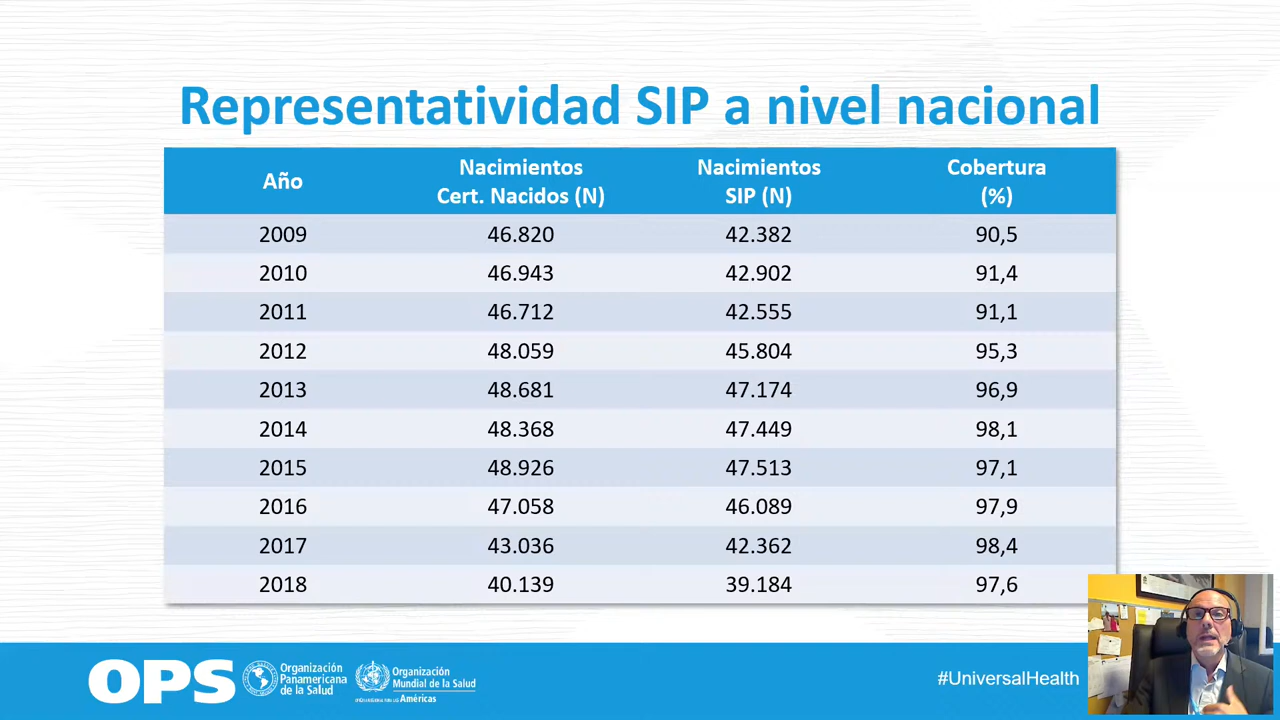 Representatividad SIP a nivel nacional
Año Nacimientos Cert. Nacidos (N) Nacimientos SIP (N) Cobertura (%)
2009 46.820 42.382 90,5
2010 46.943 42.902 91,4
2011 46.712 42.555 91,1
2012 48.059 45.804 95,3
2013 48.681 47.174 96,9
2014 48.368 47.449 98,1
2015 48.926 47.513 97,1
2016 47.058 46.089 97,9
2017 43.036 42.362 98,4
2018 40.139 39.184 97,6
OPS
Organización
Panamericana
de la Salud
Organización
Mundial de la Salud
Américas
#UniversalHealth